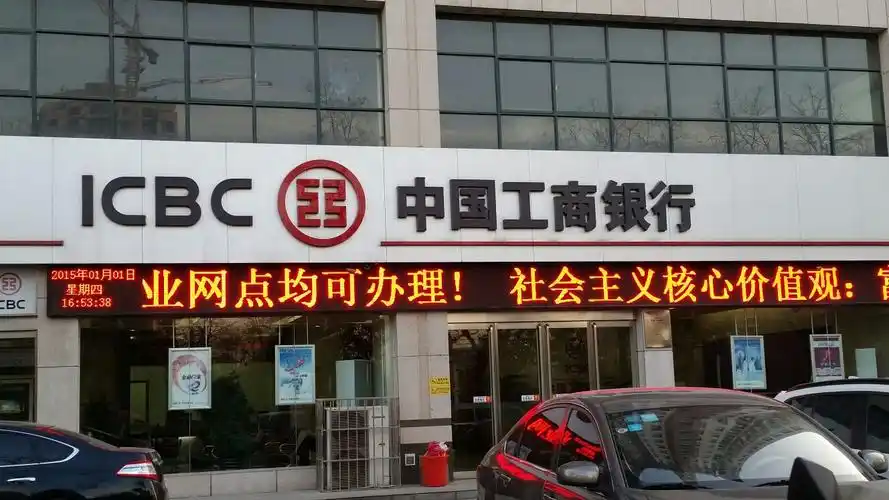 ICBC 中国工商银行
2015年01月01日
星期四
16:53:38
业网点均可办理! 社会主义核心价值观:富
ICBC